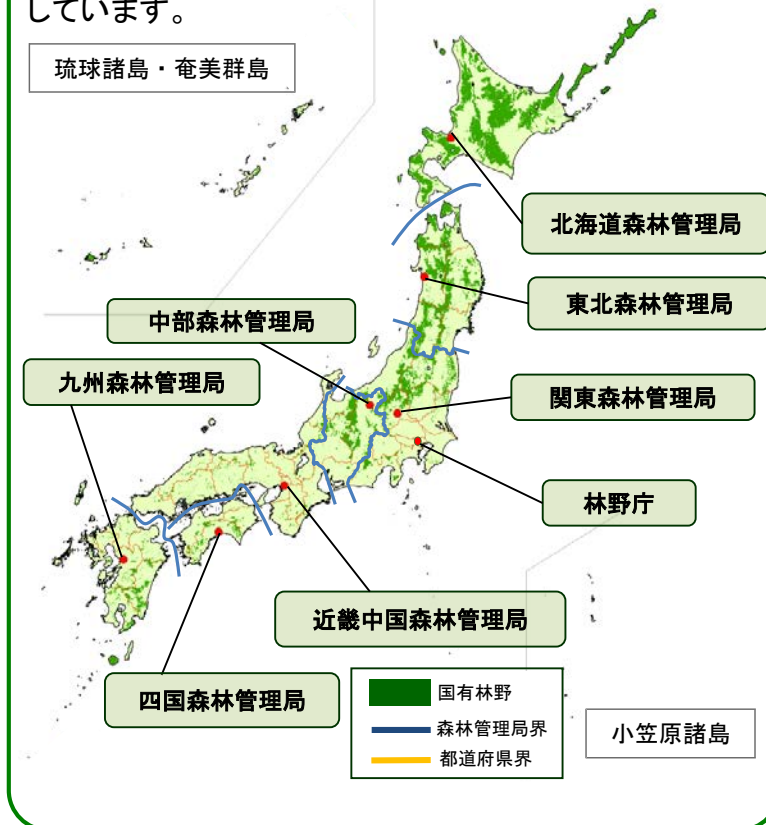 しています。
琉球諸島・奄美群島
北海道森林管理局
東北森林管理局
中部森林管理局
九州森林管理局
関東森林管理局
林野庁
近畿中国森林管理局
四国森林管理局
国有林野
森林管理局界
都道府県界
小笠原諸島